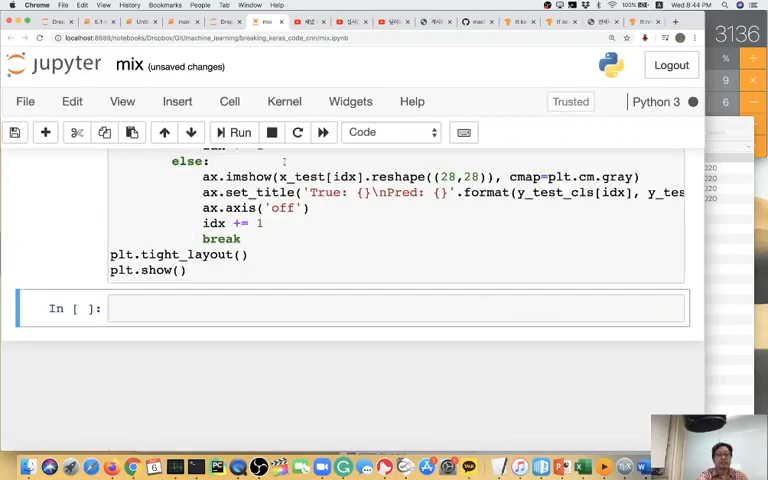 Chrome File Edit View History Bookmarks People Tab Window Help
Wed 8:44 PM
3136
mix
localhost:8888/notebooks/Dropbox/Git/machine_learning/breaking_keras_code_cnn/mix.ipynb
jupyter mix (unsaved changes)
Logout
File Edit View Insert Cell Kernel Widgets Help
Trusted
Python 3
Run
Code
else:
ax.imshow(x_test[idx].reshape((28,28)), cmap=plt.cm.gray)
ax.set_title('True: {}\nPred: {}'.format(y_test_cls[idx], y_tes
ax.axis('off')
idx += 1
break
plt.tight_layout()
plt.show()
In [ ]: